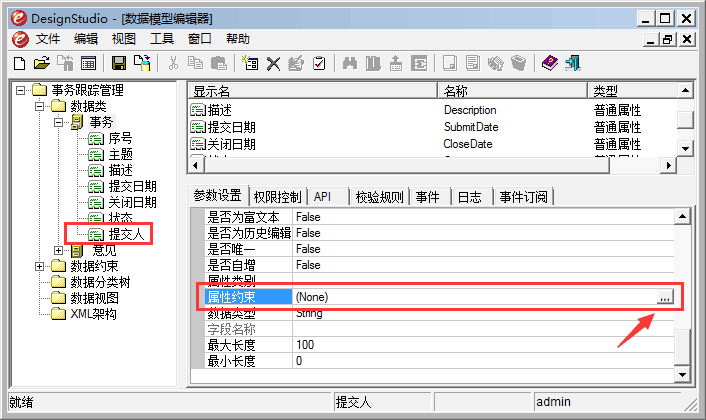 DesignStudio - [数据模型编辑器]
文件 编辑 视图 工具 窗口 帮助
事务跟踪管理
数据类
事务
序号
主题
描述
提交日期
关闭日期
状态
提交人
意见
数据约束
数据分类树
数据视图
XML架构
显示名 名称 类型
描述 Description 普通属性
提交日期 SubmitDate 普通属性
关闭日期 CloseDate 普通属性
参数设置 权限控制 API 校验规则 事件 日志 事件订阅
是否为富文本 False
是否为历史编辑 False
是否唯一 False
是否自增 False
属性类别
属性约束 (None) ...
数据类型 String
字段名称
最大长度 100
最小长度 0
就绪 提交人 admin